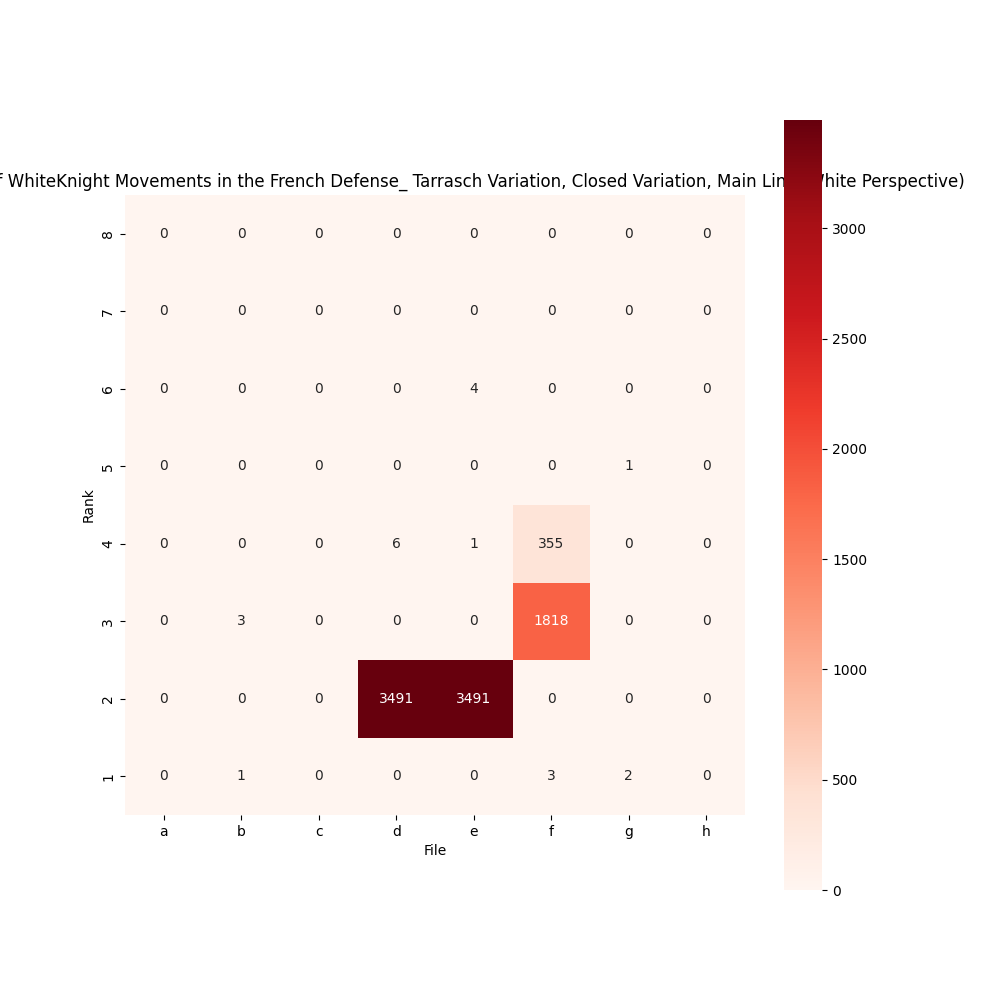 f WhiteKnight Movements in the French Defense_ Tarrasch Variation, Closed Variation, Main Line (White Perspective)
8 0 0 0 0 0 0 0 0
7 0 0 0 0 0 0 0 0
6 0 0 0 0 4 0 0 0
5 0 0 0 0 0 0 1 0
4 0 0 0 6 1 355 0 0
3 0 3 0 0 0 1818 0 0
2 0 0 0 3491 3491 0 0 0
1 0 1 0 0 0 3 2 0
a b c d e f g h
File
Rank
3000
2500
2000
1500
1000
500
0